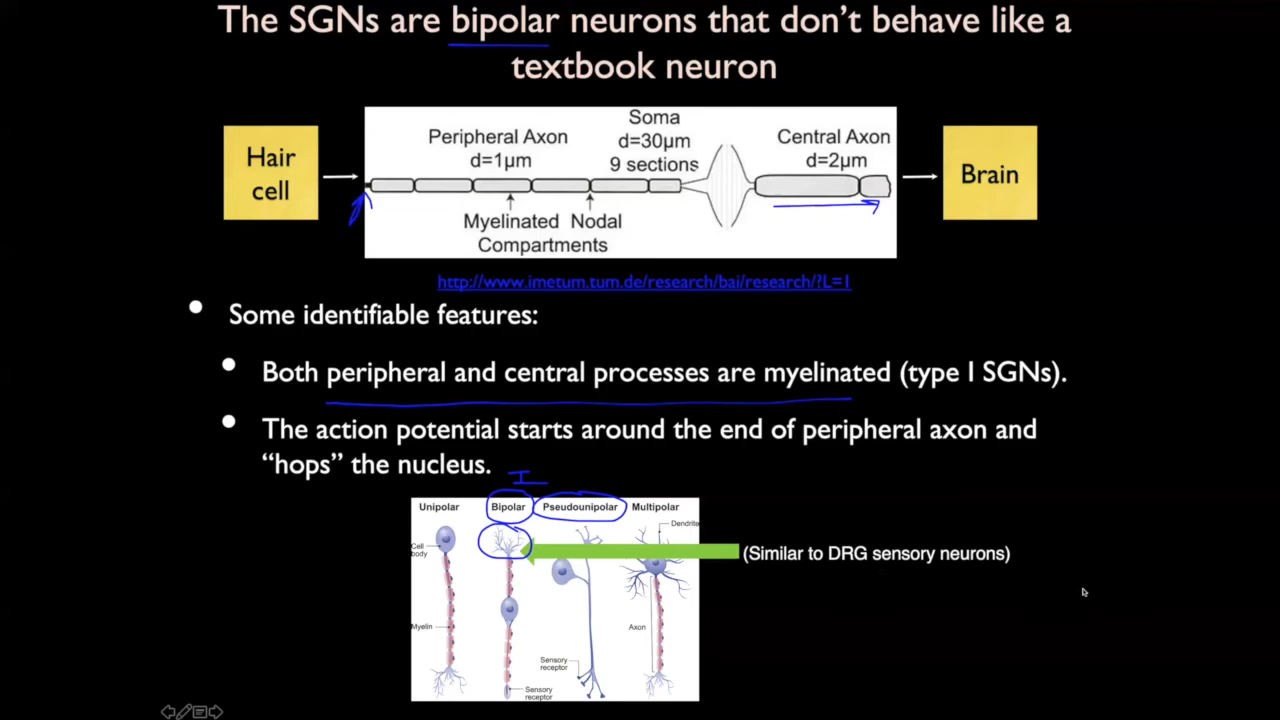 The SGNs are bipolar neurons that don't behave like a
textbook neuron
Hair
cell
Peripheral Axon
d=1μm
Soma
d=30μm
9 sections
Central Axon
d=2μm
Brain
Myelinated
Compartments
Nodal
http://www.imetum.tum.de/research/bai/research/?L=1
• Some identifiable features:
• Both peripheral and central processes are myelinated (type I SGNs).
• The action potential starts around the end of peripheral axon and
"hops" the nucleus.
I
Unipolar Bipolar Pseudounipolar Multipolar
Dendrite
Cell
body
(Similar to DRG sensory neurons)
Myelin
Axon
Sensory
receptor
Sensory
receptor